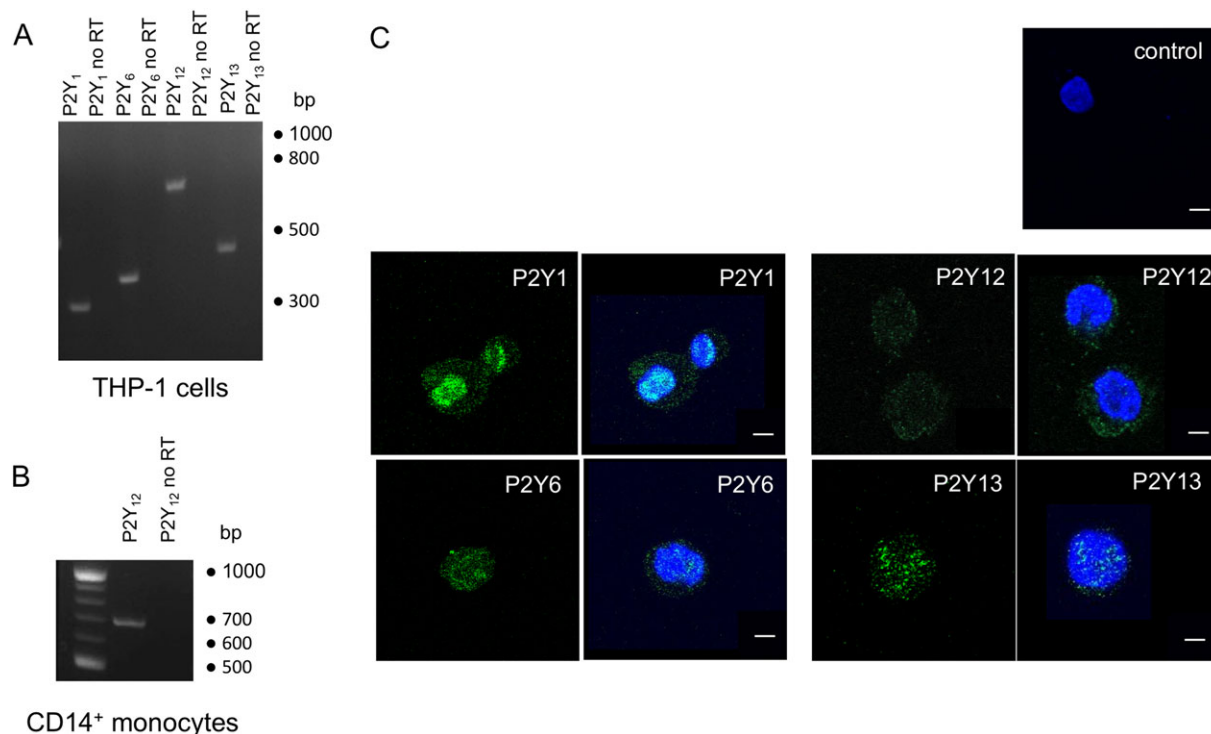 A
P2Y₁
P2Y₁ no RT
P2Y₆
P2Y₆ no RT
P2Y₁₂
P2Y₁₂ no RT
P2Y₁₃
P2Y₁₃ no RT
bp
● 1000
● 800
● 500
● 300
THP-1 cells
B
P2Y₁₂
P2Y₁₂ no RT
bp
● 1000
● 700
● 600
● 500
CD14⁺ monocytes
C
control
P2Y1
P2Y1
P2Y12
P2Y12
P2Y6
P2Y6
P2Y13
P2Y13